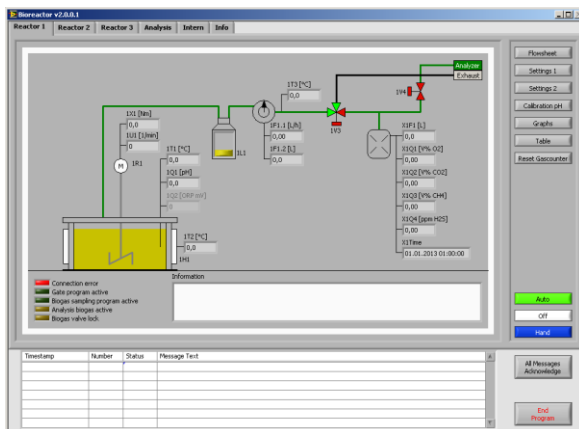 Bioreactor v2.0.0.1
Reactor 1 Reactor 2 Reactor 3 Analysis Intern Info
Analyzer
Exhaust
1T3 [°C]
0,0
1V4
1X1 [Nm]
0,0
1U1 [1/min]
0
M
1R1
1T1 [°C]
0,0
1Q1 [pH]
0,0
1Q2 [ORP mV]
0
1L1
1F1.1 [L/h]
0,00
1F1.2 [L]
0,0
1V3
X1F1 [L]
0,00
X1Q1 [V% O2]
0,00
X1Q2 [V% CO2]
0,00
X1Q3 [V% CH4]
0,00
X1Q4 [ppm H2S]
0,00
X1Time
01.01.2013 01:00:00
1T2 [°C]
0,0
1H1
Connection error
Gate program active
Biogas sampling program active
Analysis biogas active
Biogas valve lock
Information
Flowsheet
Settings 1
Settings 2
Calibration pH
Graphs
Table
Reset Gascounter
Auto
Off
Hand
Timestamp Number Status Message Text
All Messages
Acknowledge
End
Program